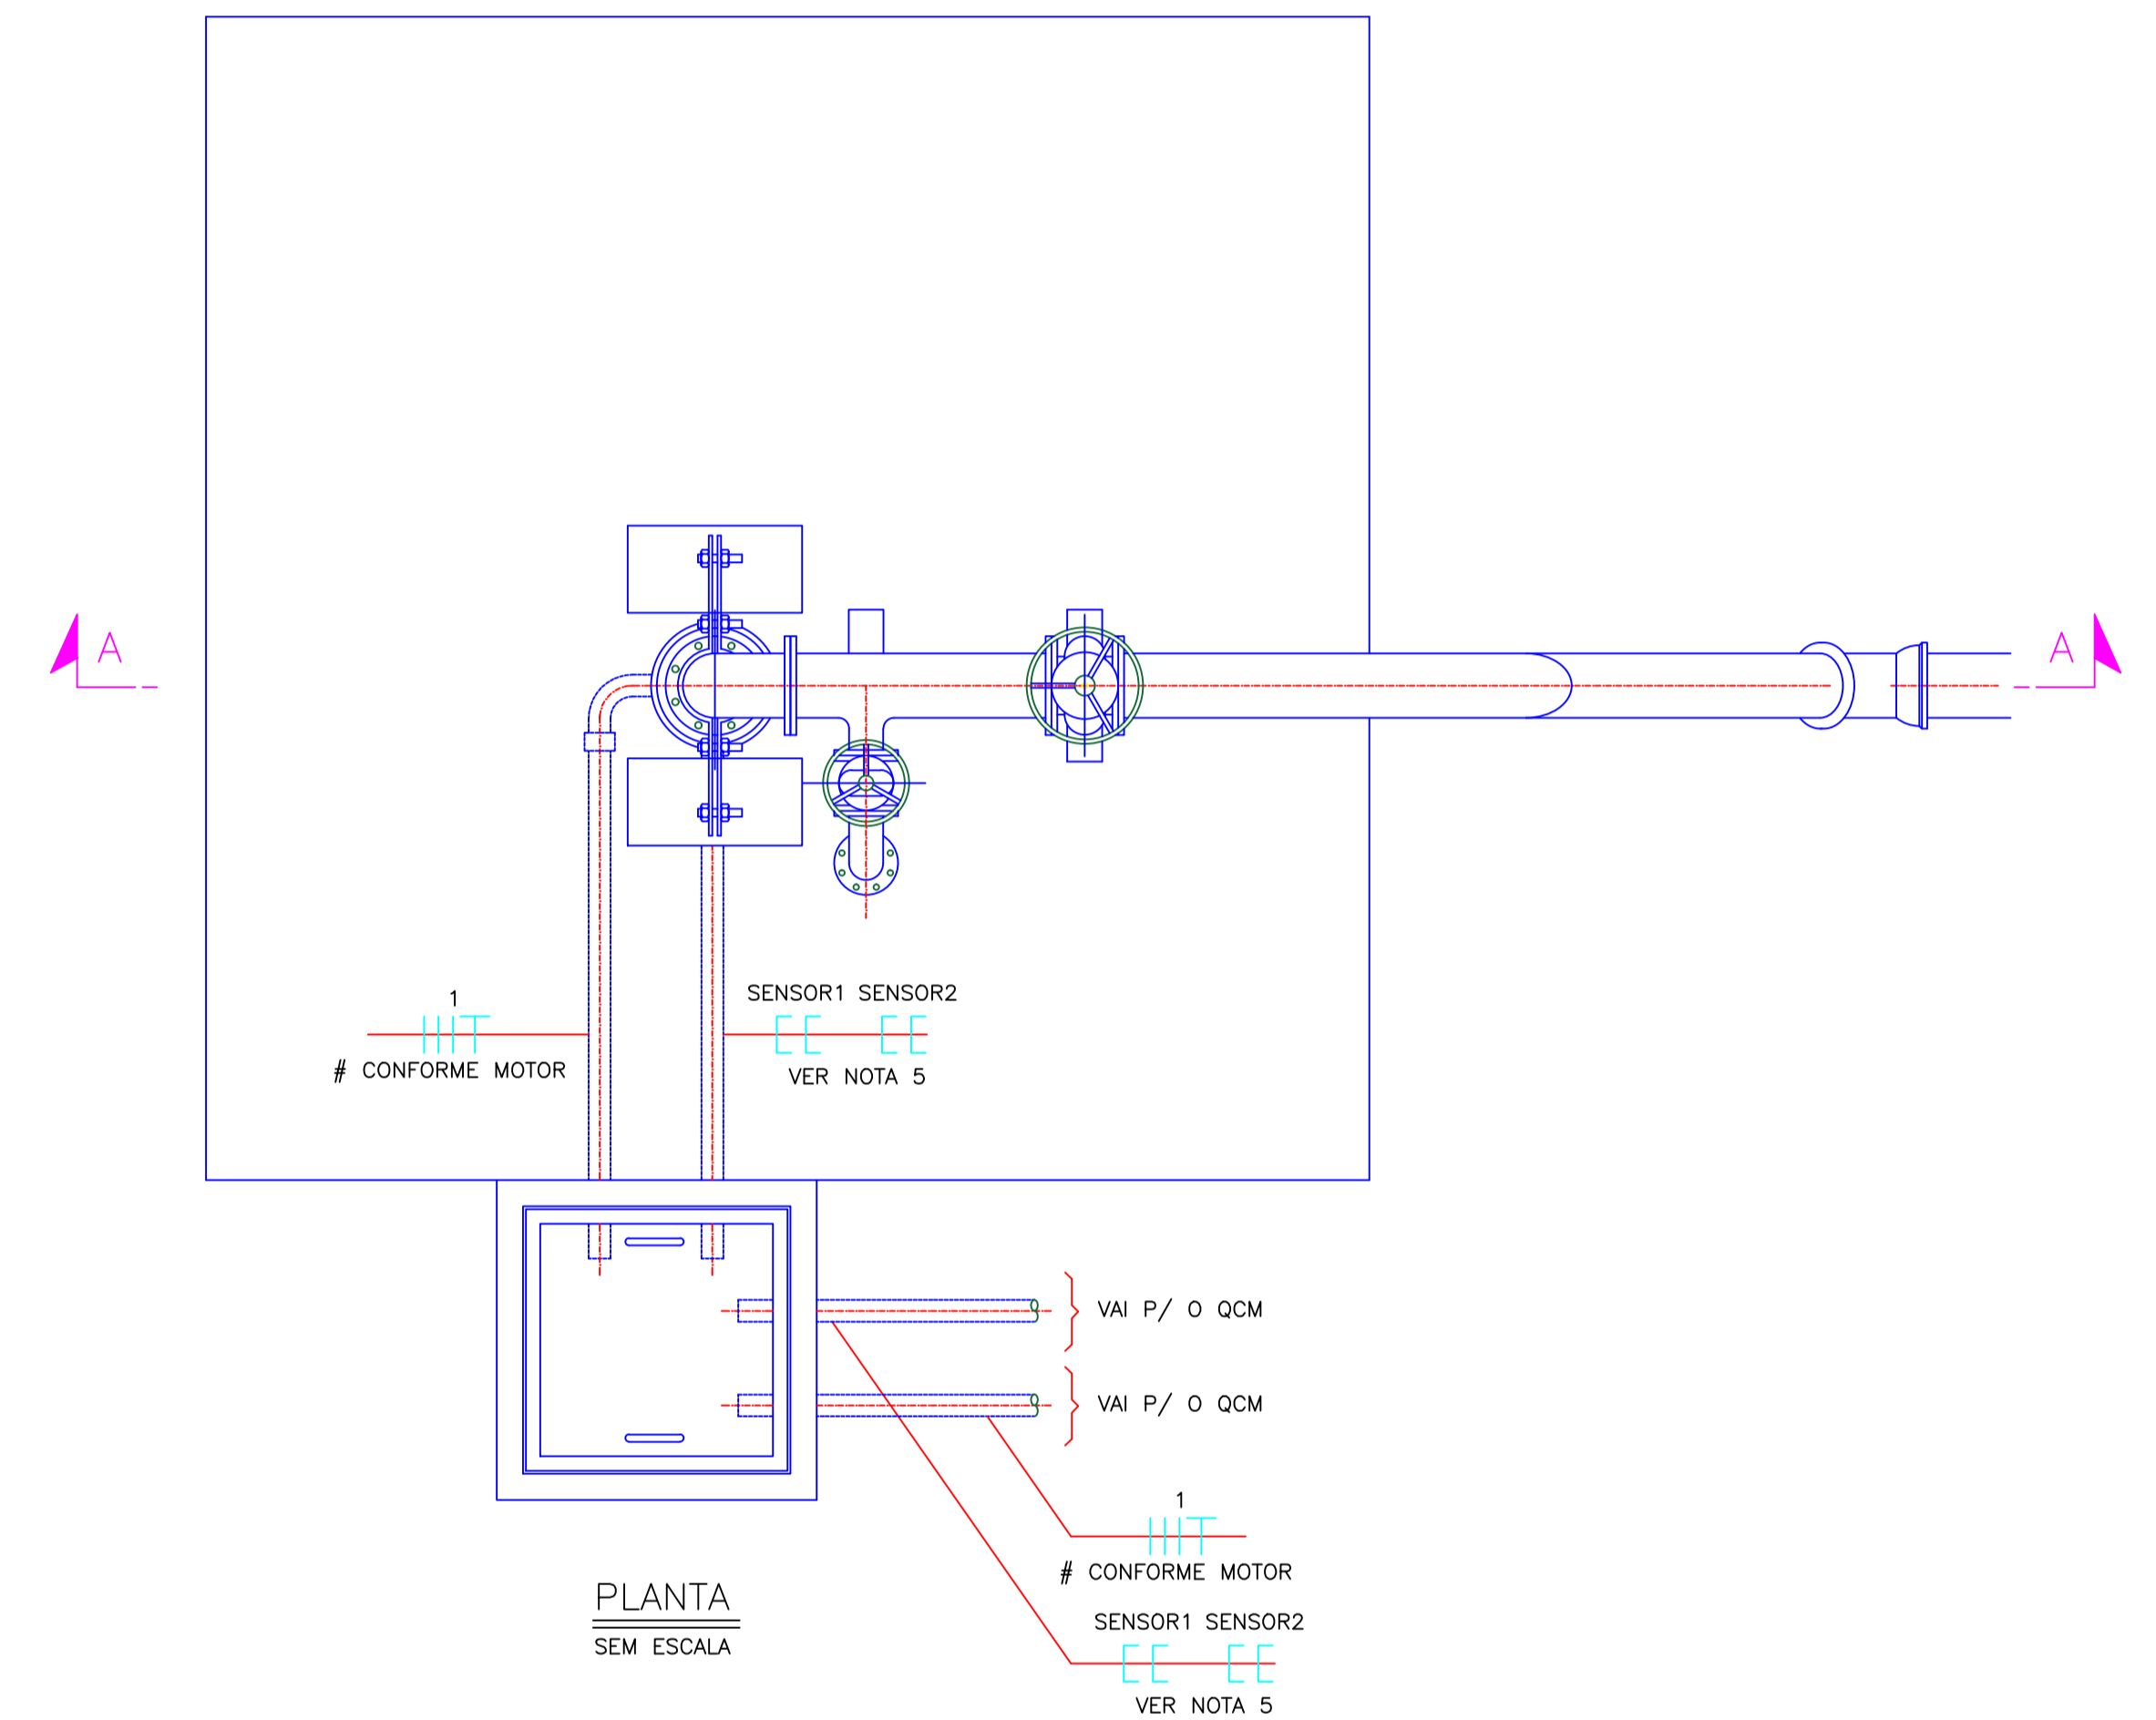 A
A
1
# CONFORME MOTOR
SENSOR1 SENSOR2
VER NOTA 5
VAI P/ O QCM
VAI P/ O QCM
1
# CONFORME MOTOR
SENSOR1 SENSOR2
VER NOTA 5
PLANTA
SEM ESCALA